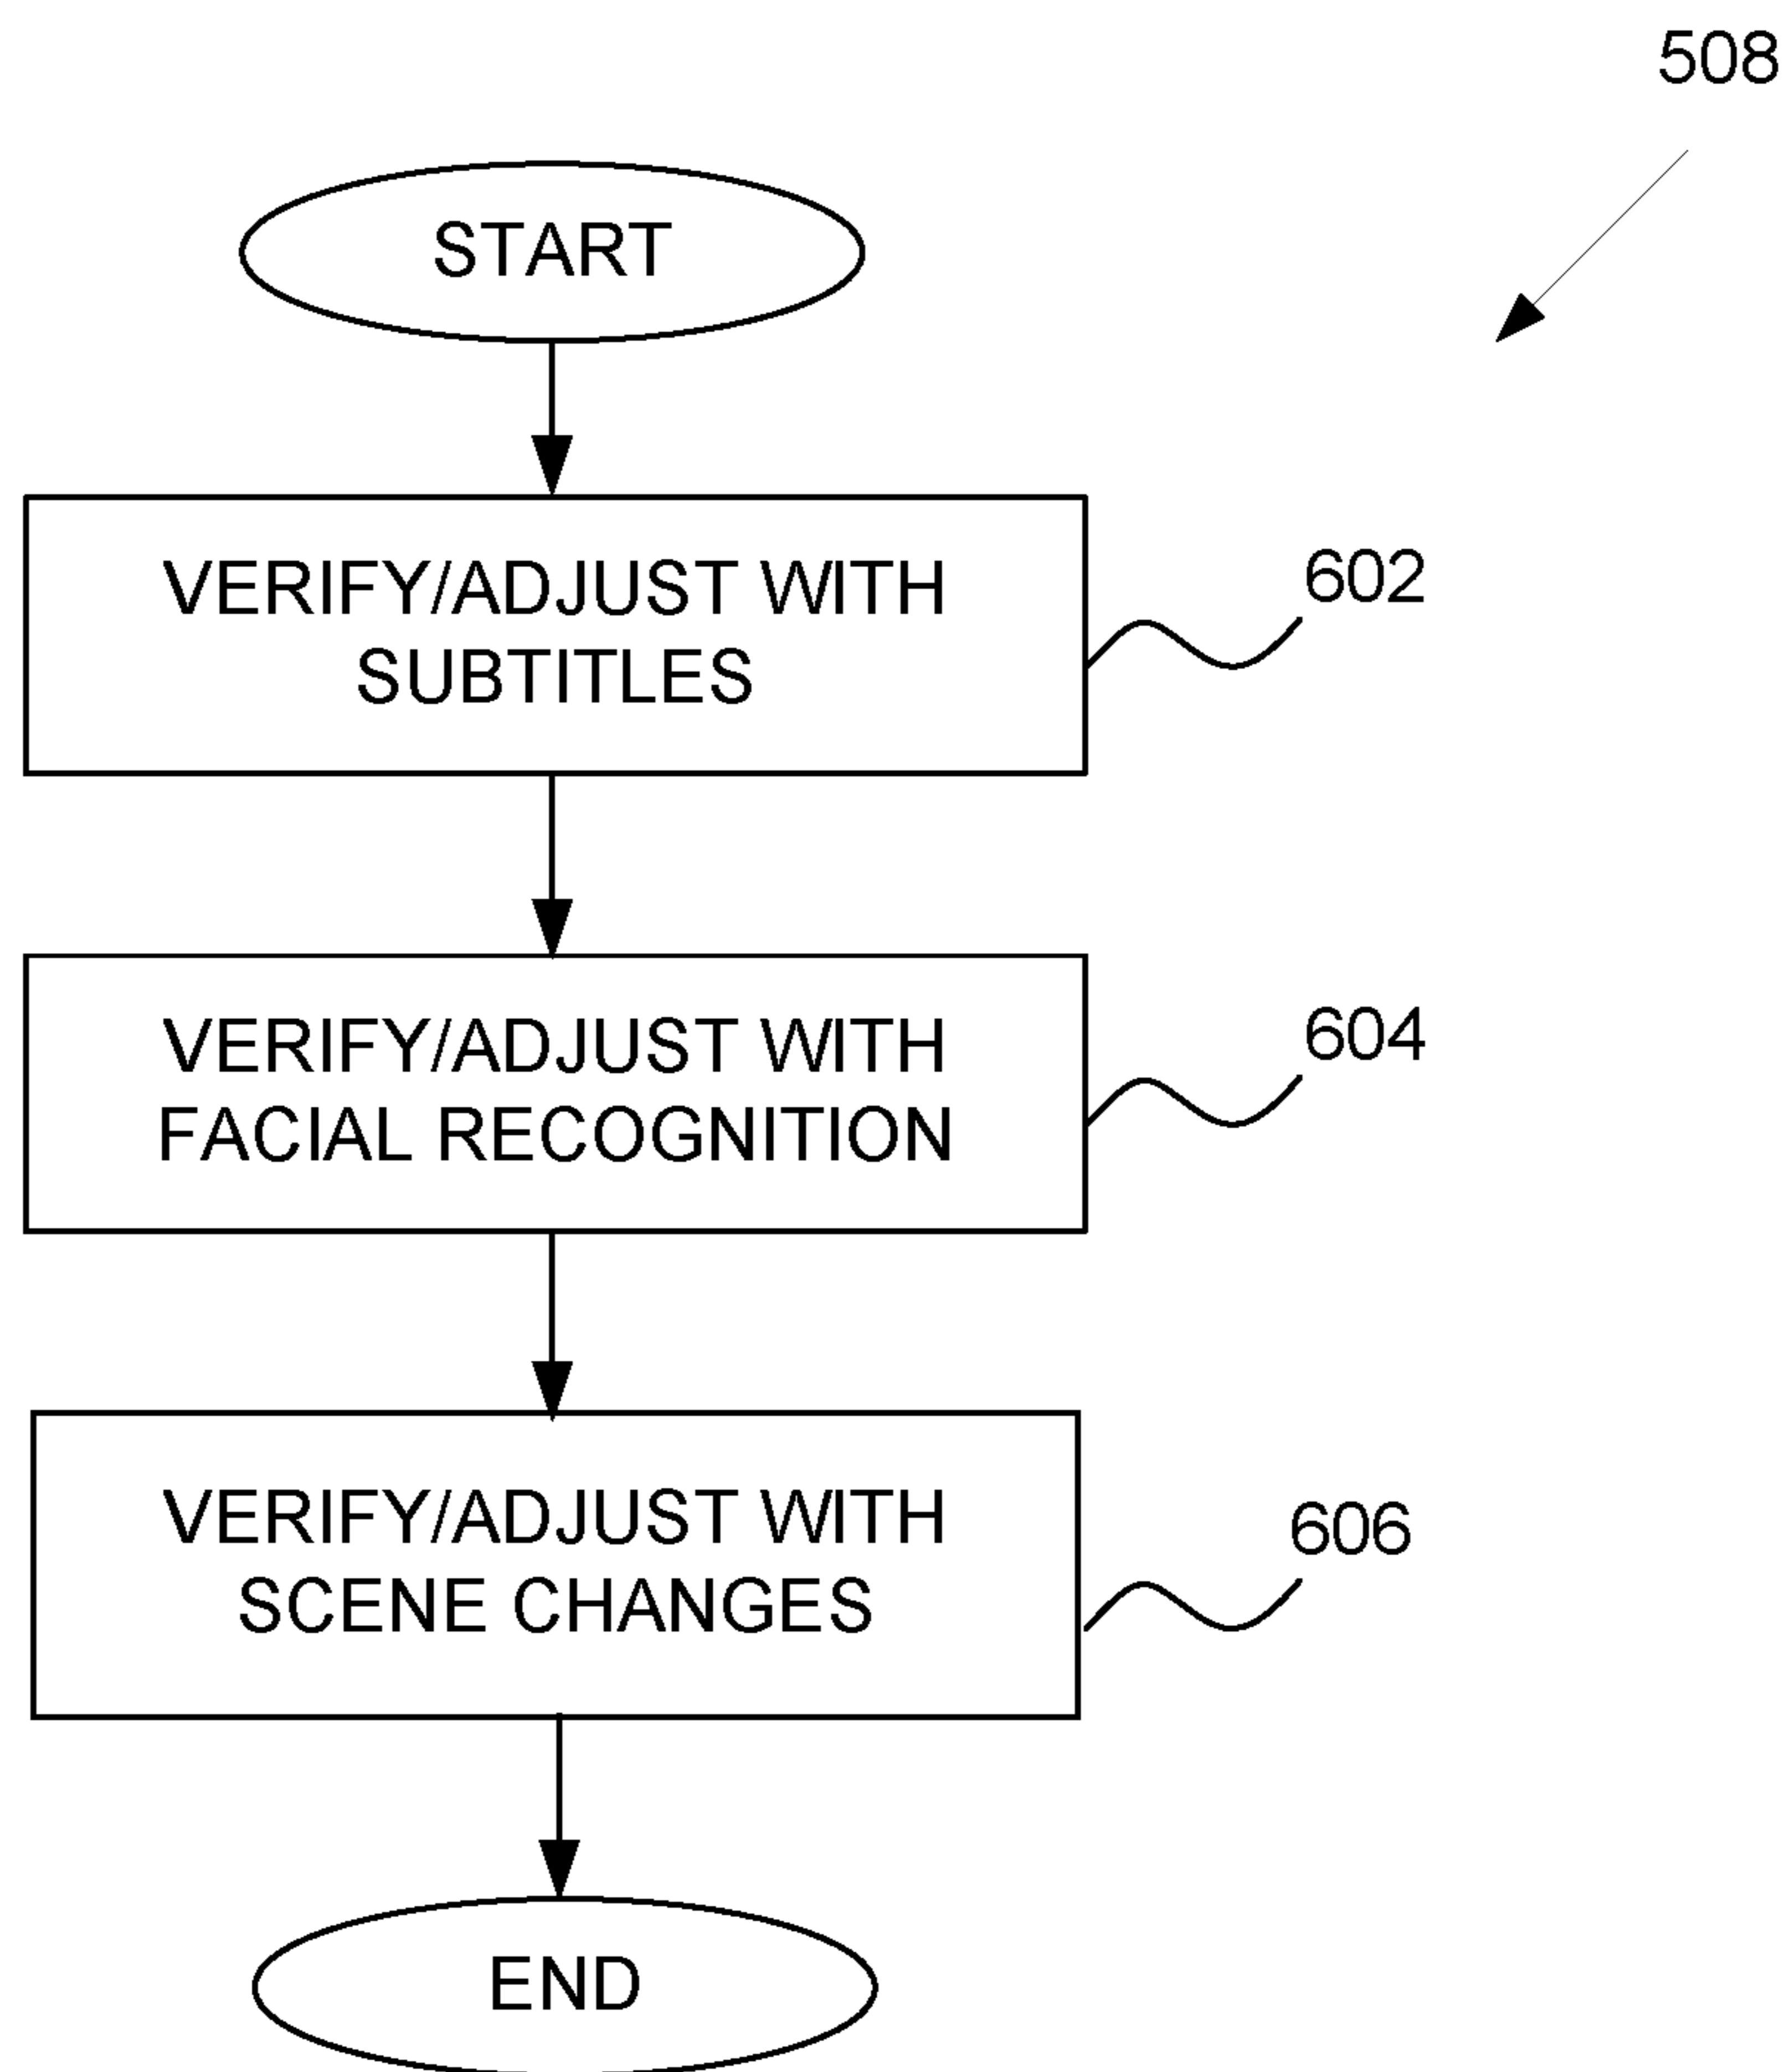 508
START
VERIFY/ADJUST WITH
SUBTITLES
602
VERIFY/ADJUST WITH
FACIAL RECOGNITION
604
VERIFY/ADJUST WITH
SCENE CHANGES
606
END